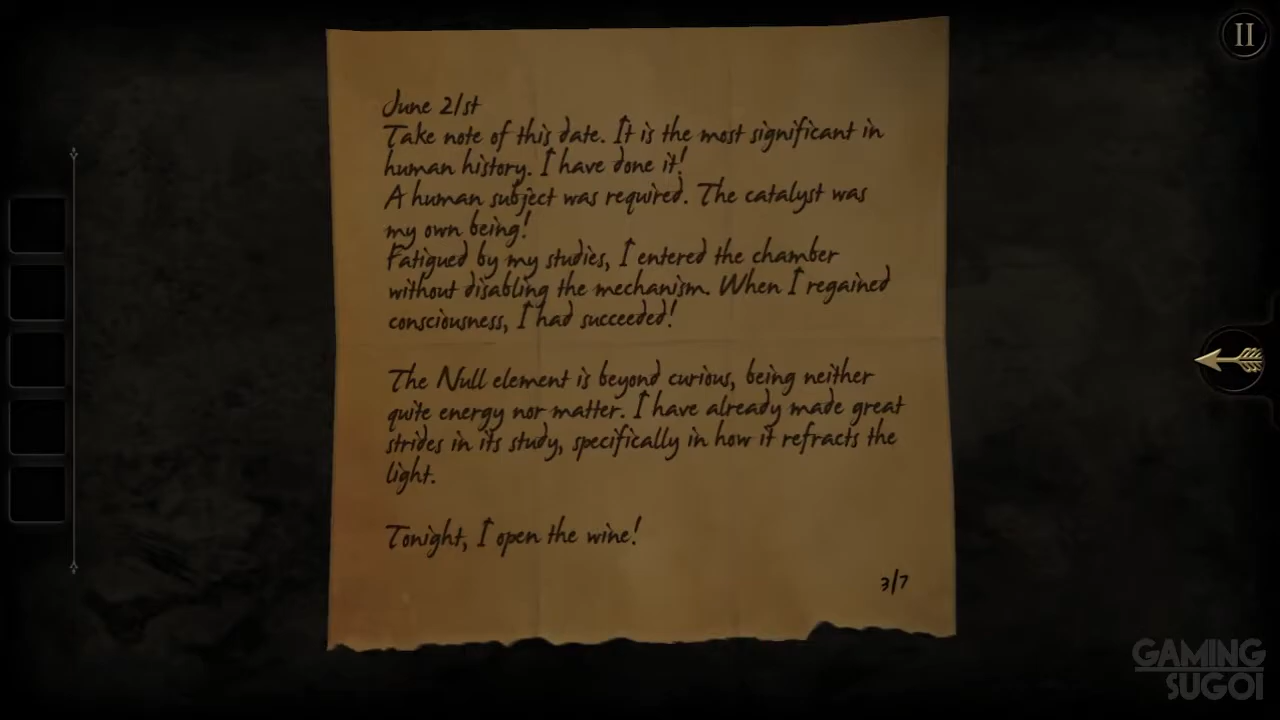 II
June 21st
Take note of this date. It is the most significant in
human history. I have done it!
A human subject was required. The catalyst was
my own being!
Fatigued by my studies, I entered the chamber
without disabling the mechanism. When I regained
consciousness, I had succeeded!
The Null element is beyond curious, being neither
quite energy nor matter. I have already made great
strides in its study, specifically in how it refracts the
light.
Tonight, I open the wine!
3/7
GAMING
SUGOI